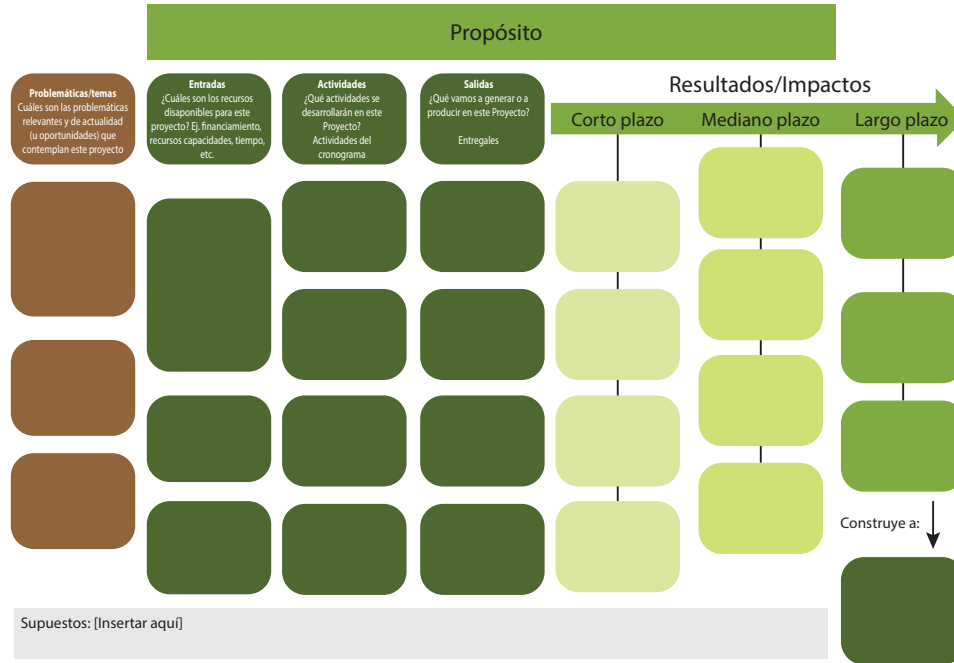 Propósito
Problemáticas/temas
Cuáles son las problemáticas
relevantes y de actualidad
(u oportunidades) que
contemplan este proyecto
Entradas
¿Cuáles son los recursos
disaponibles para este
proyecto? Ej. financiamiento,
recursos capacidades, tiempo,
etc.
Actividades
¿Qué actividades se
desarrollarán en este
Proyecto?
Actividades del
cronograma
Salidas
¿Qué vamos a generar o a
producir en este Proyecto?
Entregales
Resultados/Impactos
Corto plazo
Mediano plazo
Largo plazo
Construye a:
Supuestos: [Insertar aquí]